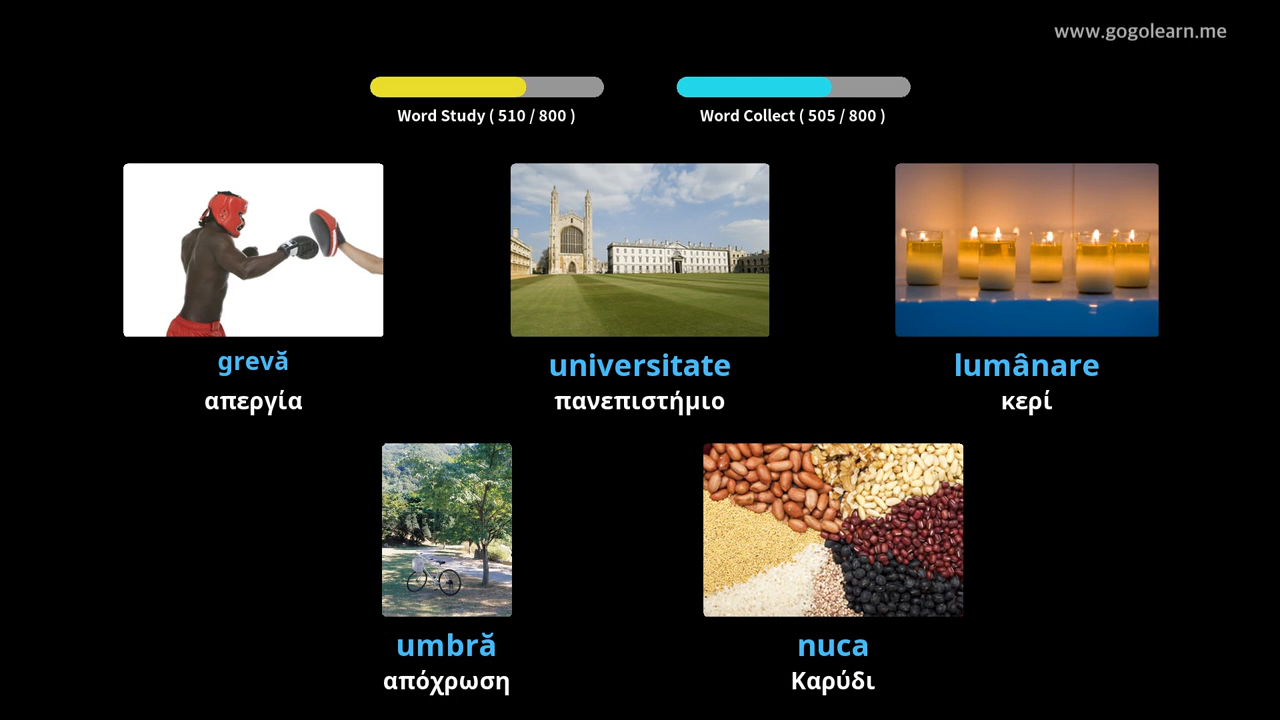 www.gogolearn.me
Word Study ( 510 / 800 )
Word Collect ( 505 / 800 )
grevă
απεργία
universitate
πανεπιστήμιο
lumânare
κερί
umbră
απόχρωση
nuca
Καρύδι